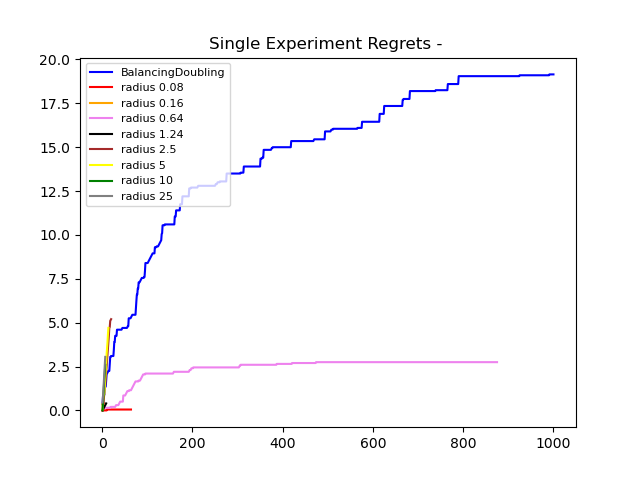 Single Experiment Regrets -
20.0
17.5
15.0
12.5
10.0
7.5
5.0
2.5
0.0
BalancingDoubling
radius 0.08
radius 0.16
radius 0.64
radius 1.24
radius 2.5
radius 5
radius 10
radius 25
0 200 400 600 800 1000